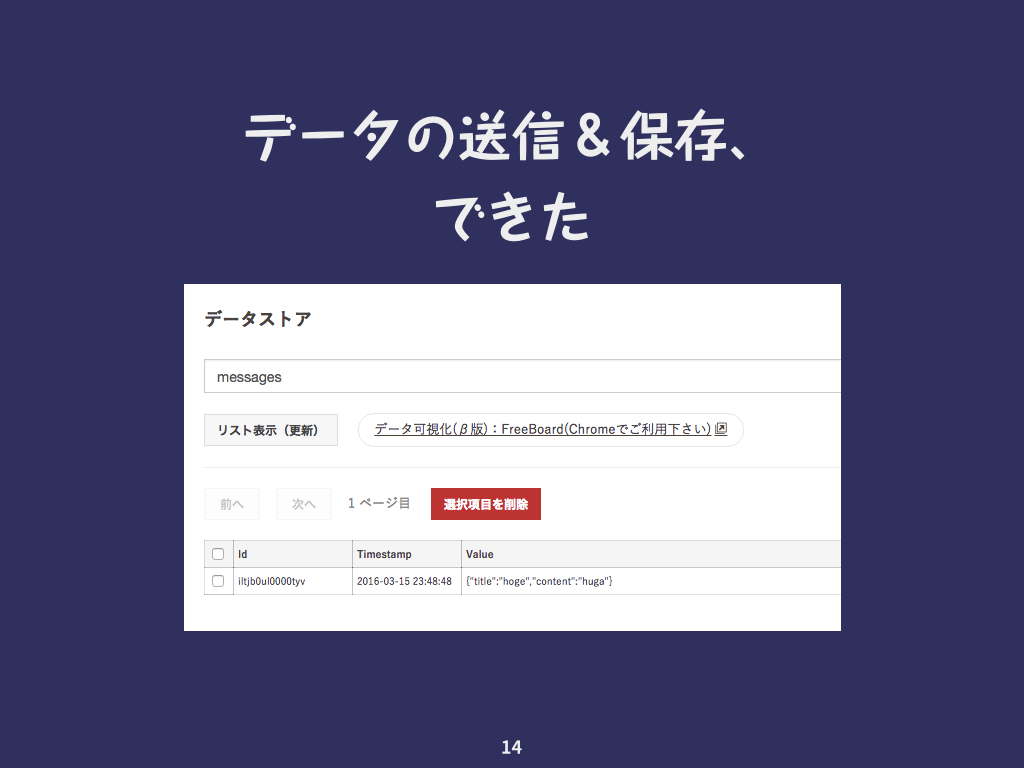 データの送信＆保存、
できた
データストア
messages
リスト表示（更新） データ可視化(β版)：FreeBoard(Chromeでご利用下さい)
前へ 次へ 1 ページ目 選択項目を削除
Id Timestamp Value
iltjb0ul0000tyv 2016-03-15 23:48:48 {"title":"hoge","content":"huga"}
14